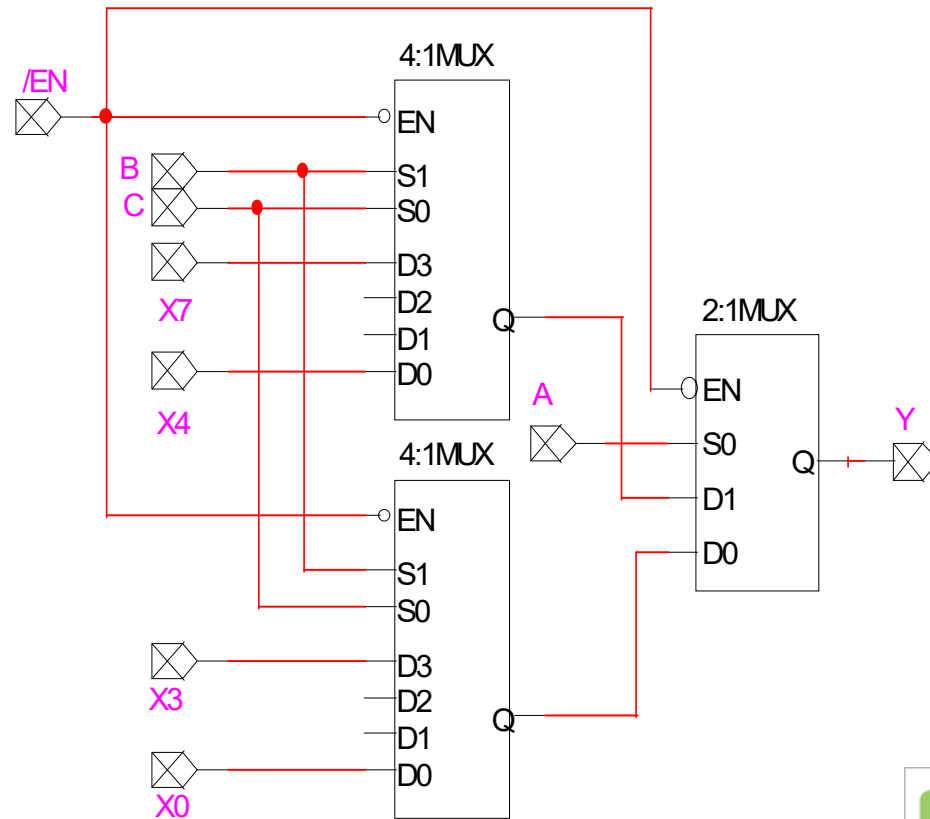 4:1MUX
/EN
EN
B
S1
C
S0
D3
X7
D2
D1
Q
D0
X4
2:1MUX
EN
A
S0
Y
Q
D1
D0
4:1MUX
EN
S1
S0
D3
X3
D2
Q
D1
D0
X0